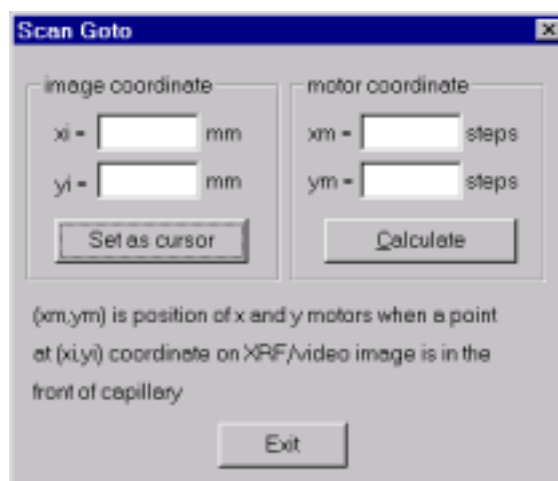 Scan Goto
image coordinate
xi = mm
yi = mm
Set as cursor
motor coordinate
xm = steps
ym = steps
Calculate
(xm,ym) is position of x and y motors when a point
at (xi,yi) coordinate on XRF/video image is in the
front of capillary
Exit